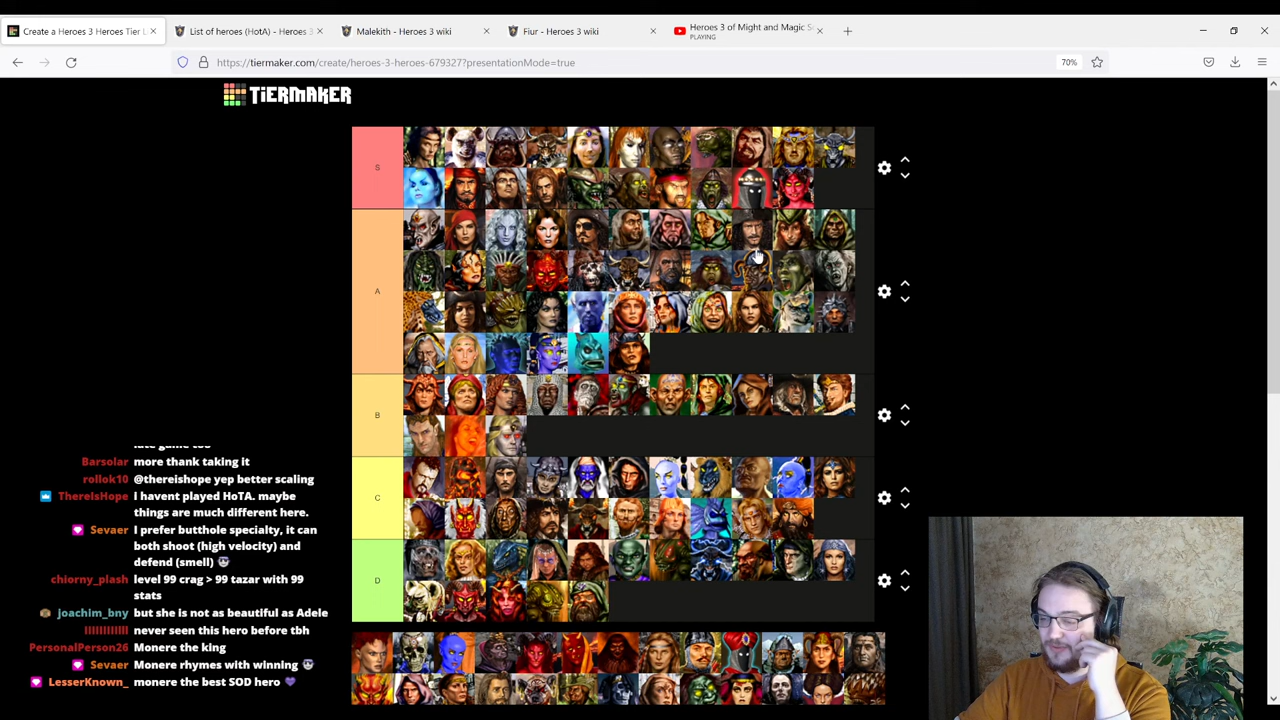 Create a Heroes 3 Heroes Tier L
List of heroes (HotA) - Heroes 3
Malekith - Heroes 3 wiki
Fiur - Heroes 3 wiki
Heroes 3 of Might and Magic S
PLAYING
https://tiermaker.com/create/heroes-3-heroes-679327?presentationMode=true
70%
TIERMAKER
S
A
B
C
D
late game too
Barsolar more thank taking it
rollok10 @thereishope yep better scaling
ThereIsHope I havent played HoTA. maybe
things are much different here.
Sevaer I prefer butthole specialty, it can
both shoot (high velocity) and
defend (smell)
chiorny_plash level 99 crag > 99 tazar with 99
stats
joachim_bny but she is not as beautiful as Adele
never seen this hero before tbh
PersonalPerson26 Monere the king
Sevaer Monere rhymes with winning
LesserKnown_ monere the best SOD hero